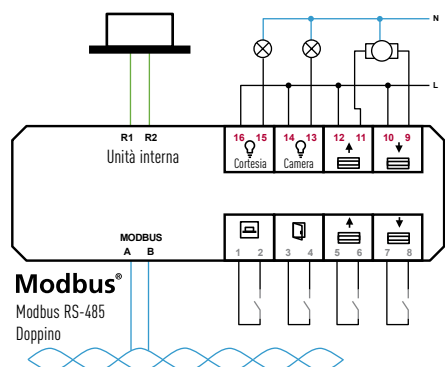 N
L
R1 R2
Unità interna
16 15
Cortesia
14 13
Camera
12 11
10 9
MODBUS
A B
1 2
3 4
5 6
7 8
Modbus®
Modbus RS-485
Doppino